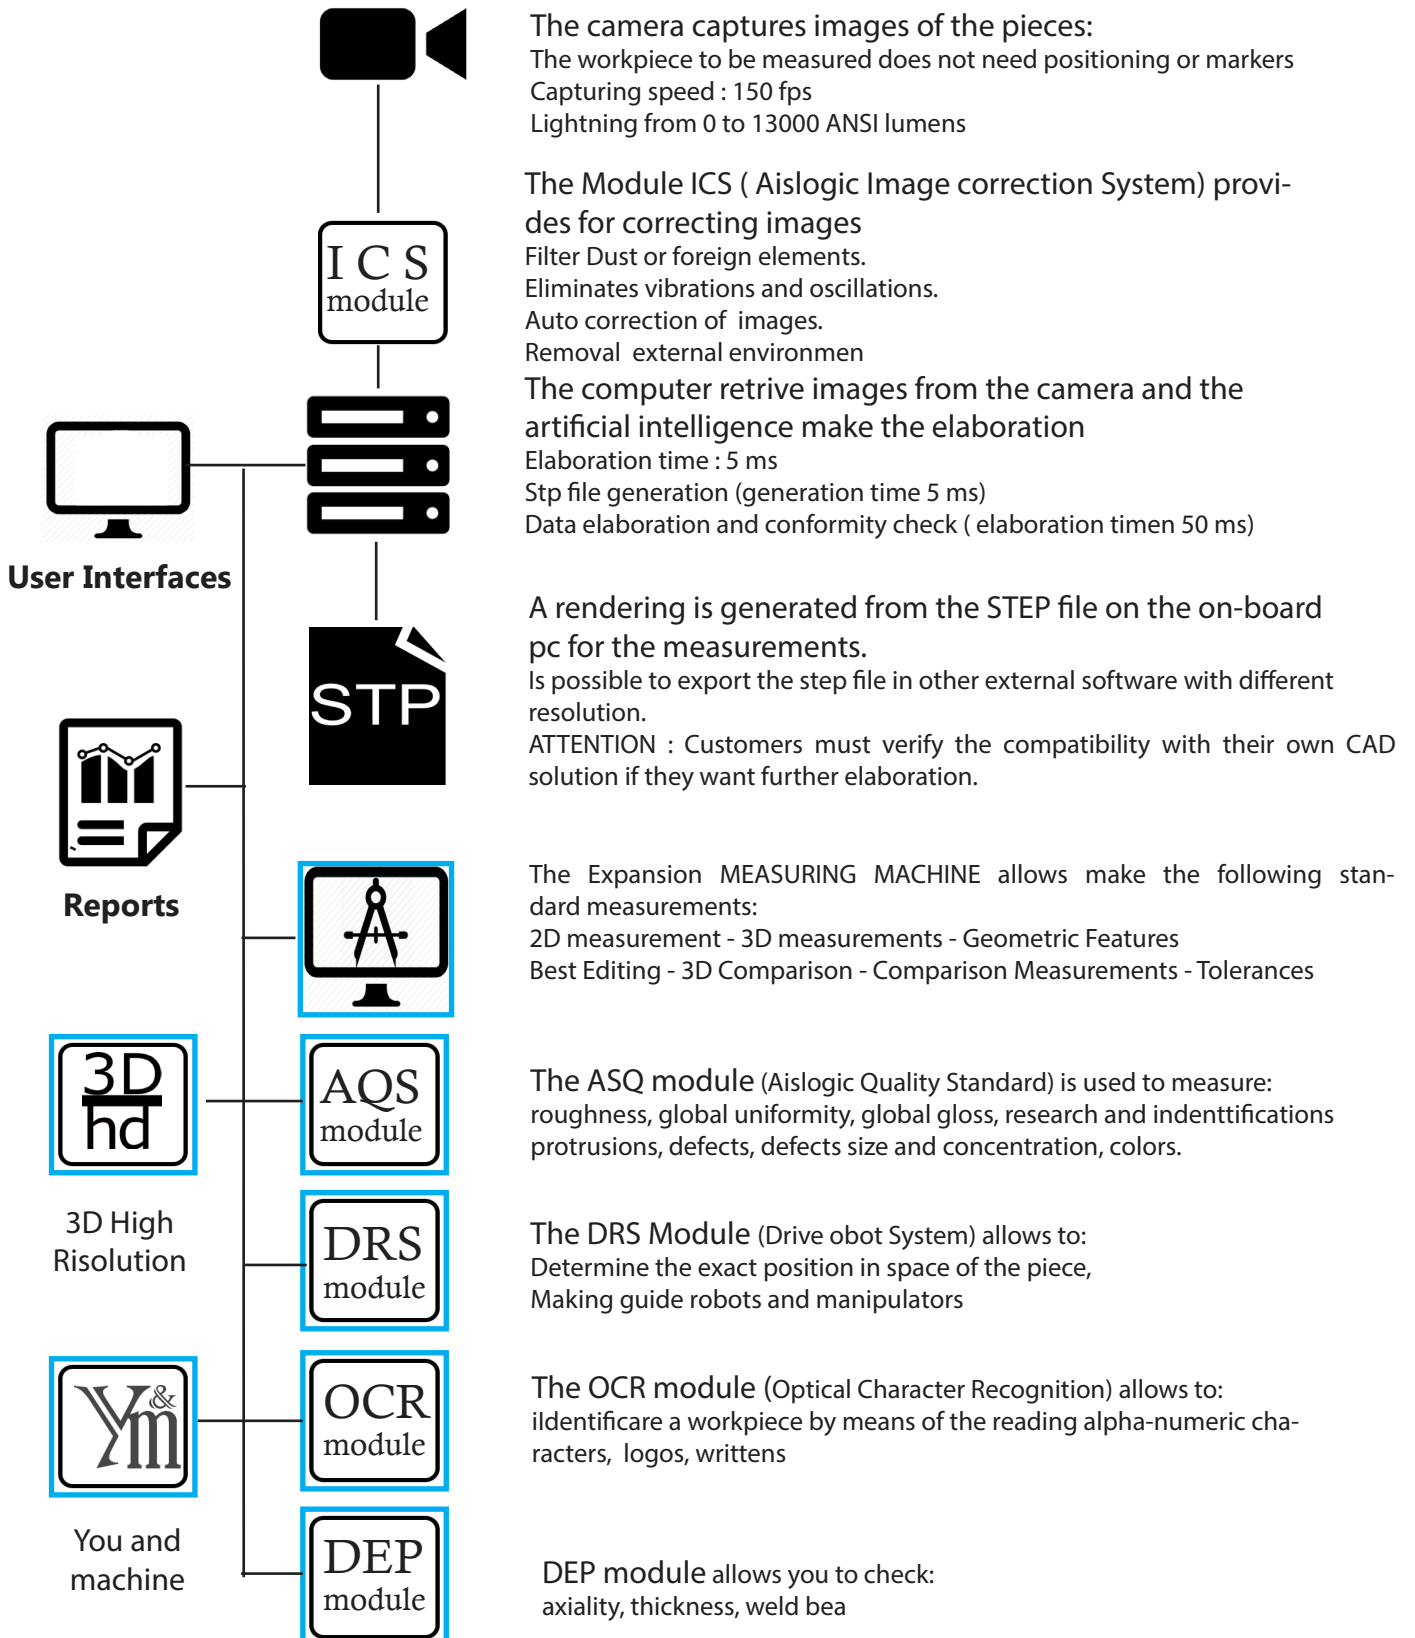 The camera captures images of the pieces:
The workpiece to be measured does not need positioning or markers
Capturing speed : 150 fps
Lightning from 0 to 13000 ANSI lumens
I C S
module
The Module ICS ( Aislogic Image correction System) provi-
des for correcting images
Filter Dust or foreign elements.
Eliminates vibrations and oscillations.
Auto correction of images.
Removal external environmen
The computer retrive images from the camera and the
artificial intelligence make the elaboration
Elaboration time : 5 ms
Stp file generation (generation time 5 ms)
Data elaboration and conformity check ( elaboration timen 50 ms)
User Interfaces
STP
A rendering is generated from the STEP file on the on-board
pc for the measurements.
Is possible to export the step file in other external software with different
resolution.
ATTENTION : Customers must verify the compatibility with their own CAD
solution if they want further elaboration.
Reports
The Expansion MEASURING MACHINE allows make the following stan-
dard measurements:
2D measurement - 3D measurements - Geometric Features
Best Editing - 3D Comparison - Comparison Measurements - Tolerances
3D
hd
3D High
Risolution
AQS
module
The ASQ module (Aislogic Quality Standard) is used to measure:
roughness, global uniformity, global gloss, research and indenttifications
protrusions, defects, defects size and concentration, colors.
DRS
module
The DRS Module (Drive obot System) allows to:
Determine the exact position in space of the piece,
Making guide robots and manipulators
Y&m
You and
machine
OCR
module
The OCR module (Optical Character Recognition) allows to:
iIdentificare a workpiece by means of the reading alpha-numeric cha-
racters, logos, writtens
DEP
module
DEP module allows you to check:
axiality, thickness, weld bea